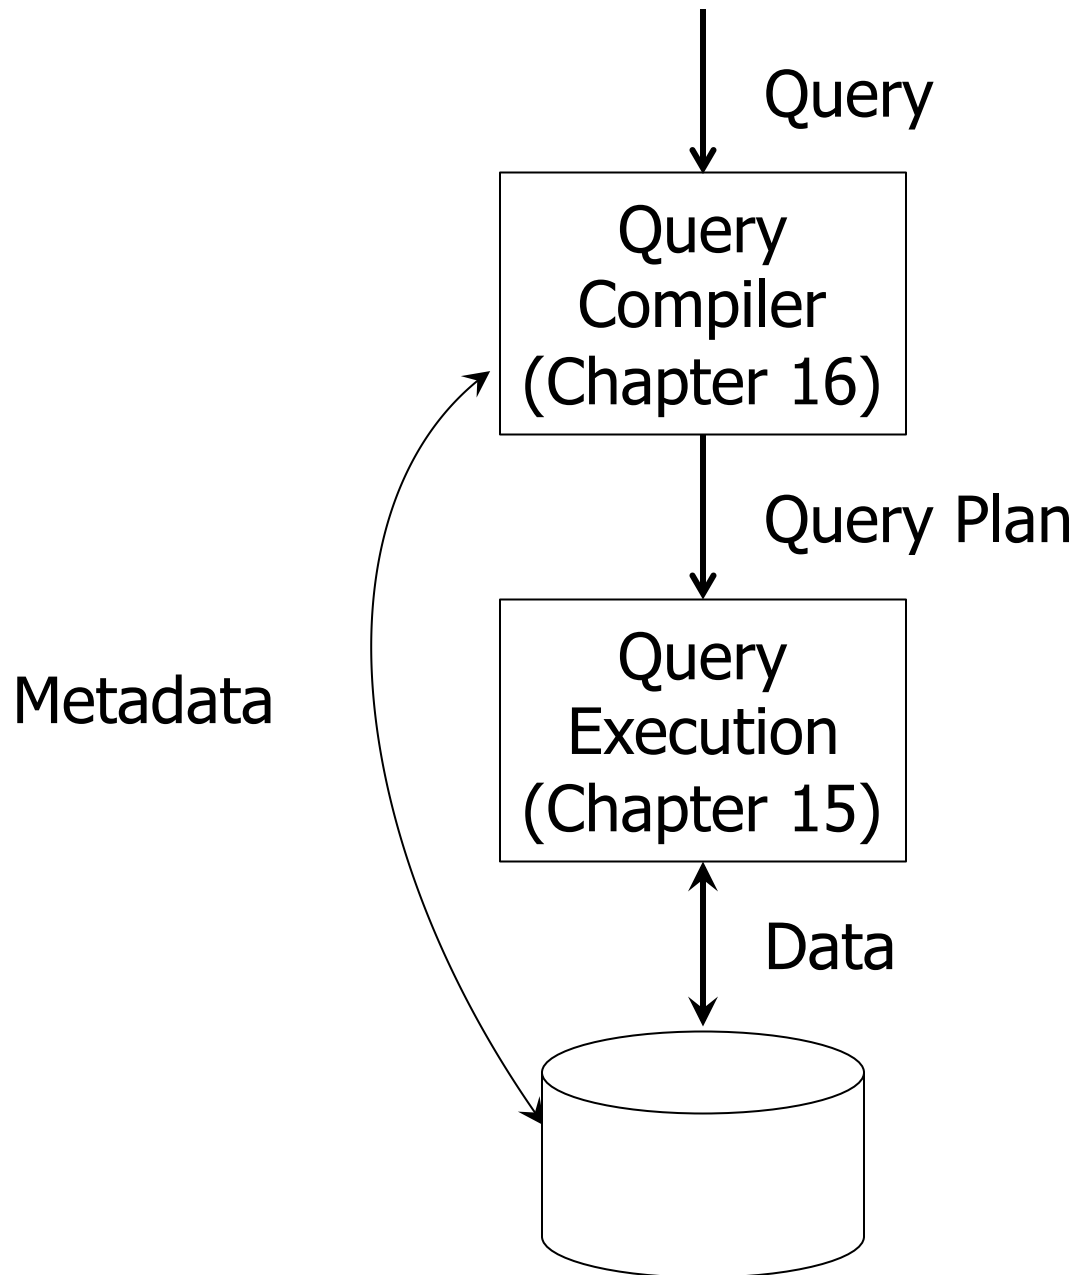 Query
Query
Compiler
(Chapter 16)
Query Plan
Query
Execution
(Chapter 15)
Metadata
Data